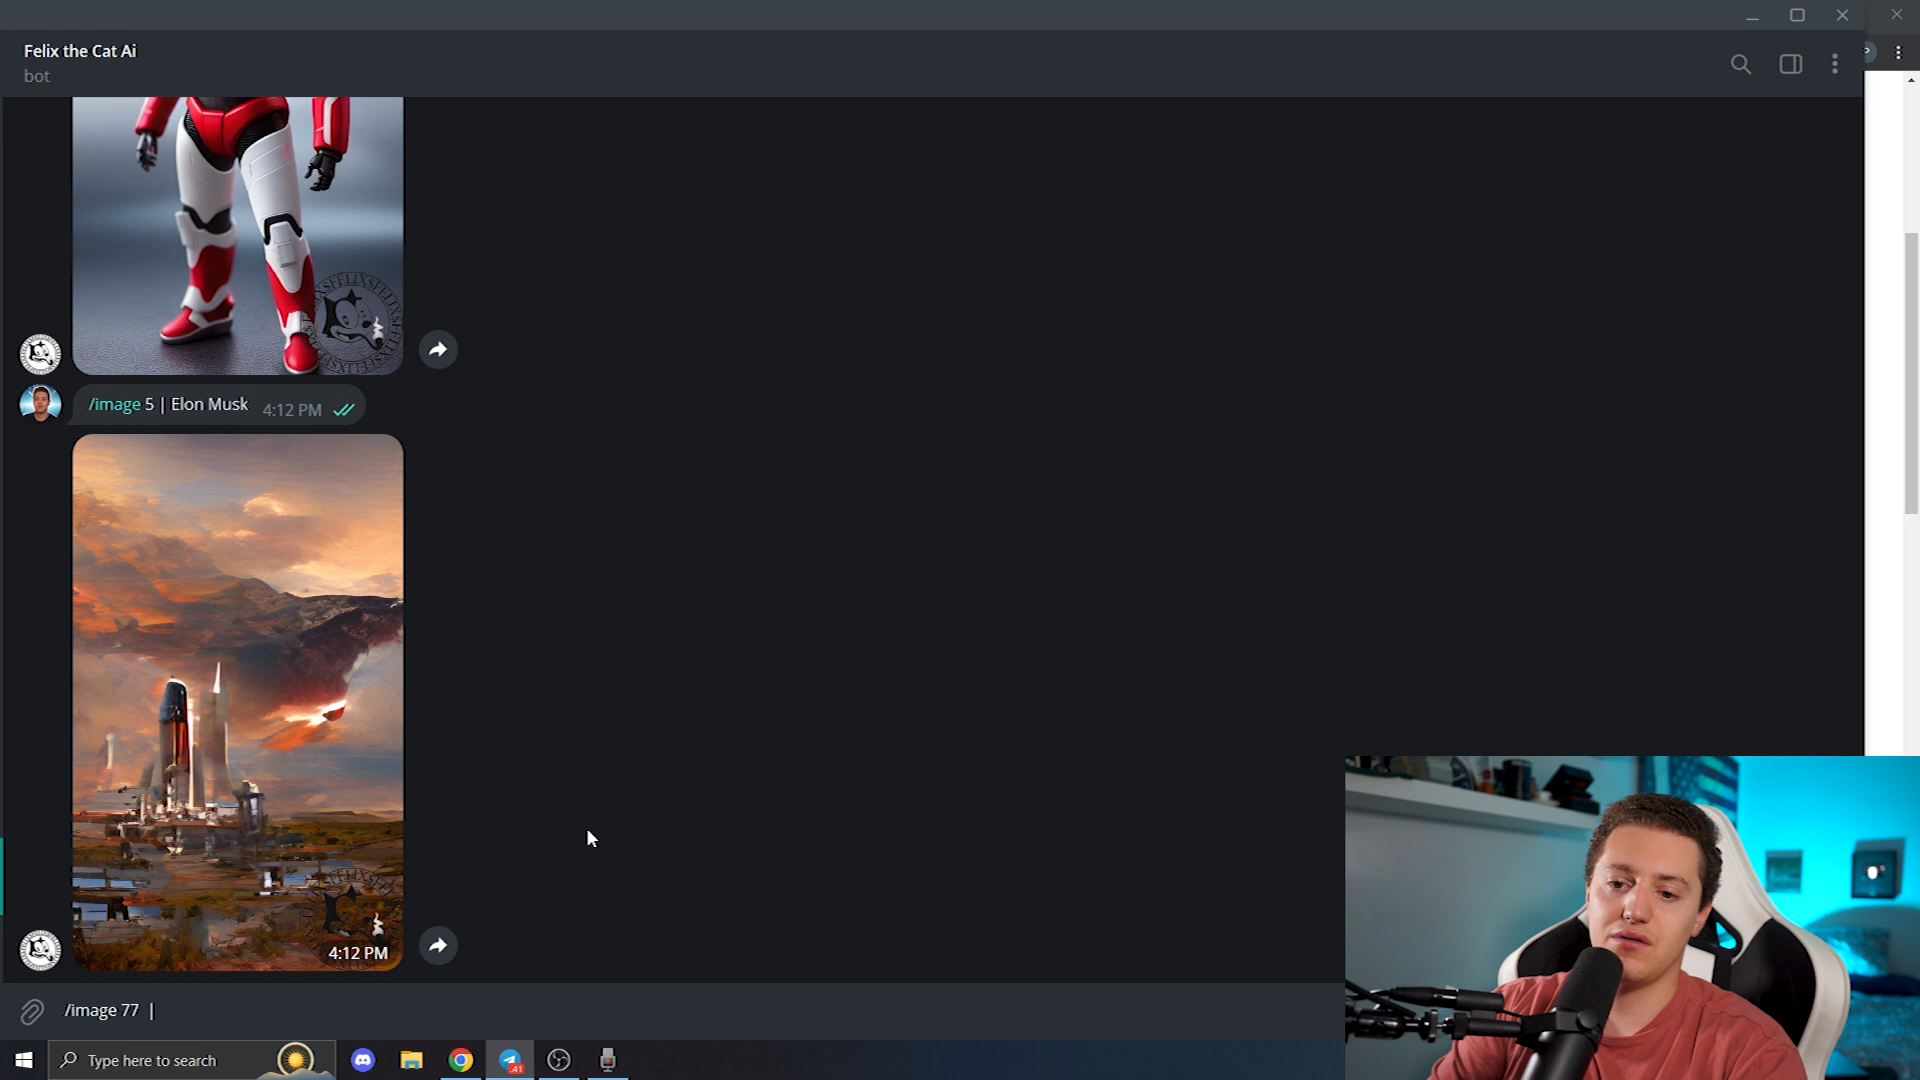 Felix the Cat Ai
bot
/image 5 | Elon Musk 4:12 PM
4:12 PM
/image 77 |
Type here to search
41